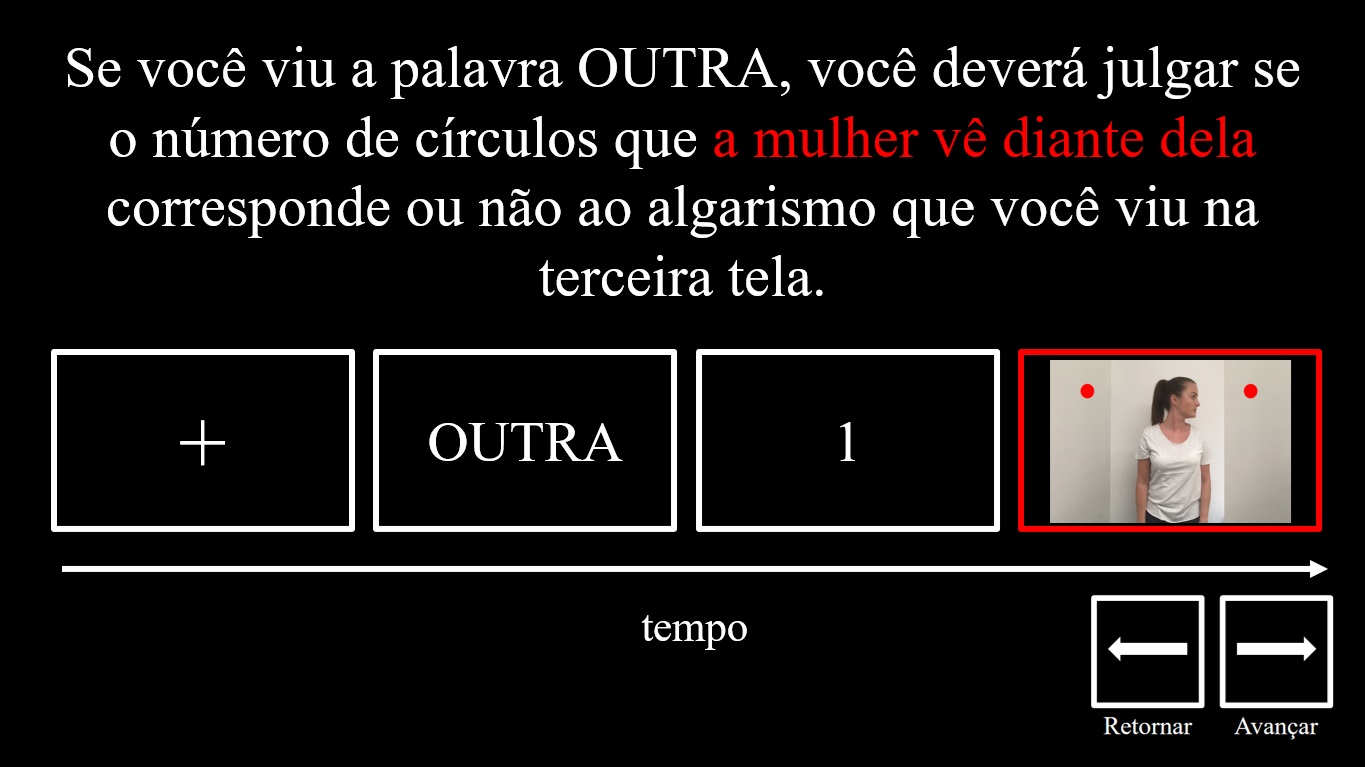 Se você viu a palavra OUTRA, você deverá julgar se
o número de círculos que a mulher vê diante dela
corresponde ou não ao algarismo que você viu na
terceira tela.
+
OUTRA
1
tempo
Retornar
Avançar